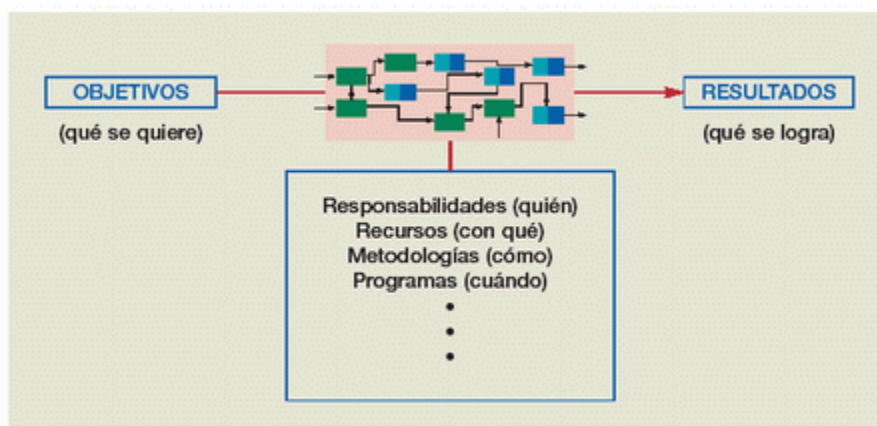 OBJETIVOS
(qué se quiere)
RESULTADOS
(qué se logra)
Responsabilidades (quién)
Recursos (con qué)
Metodologías (cómo)
Programas (cuándo)
•
•
•